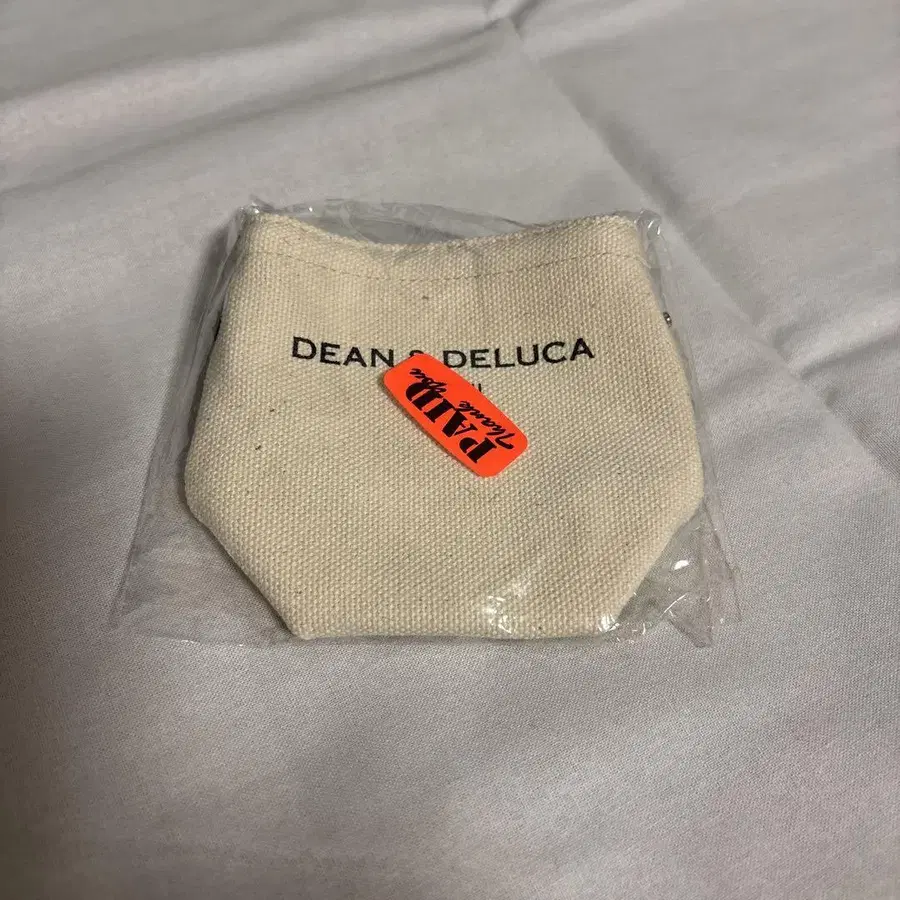 DEAN & DELUCA
PAID
Thank you